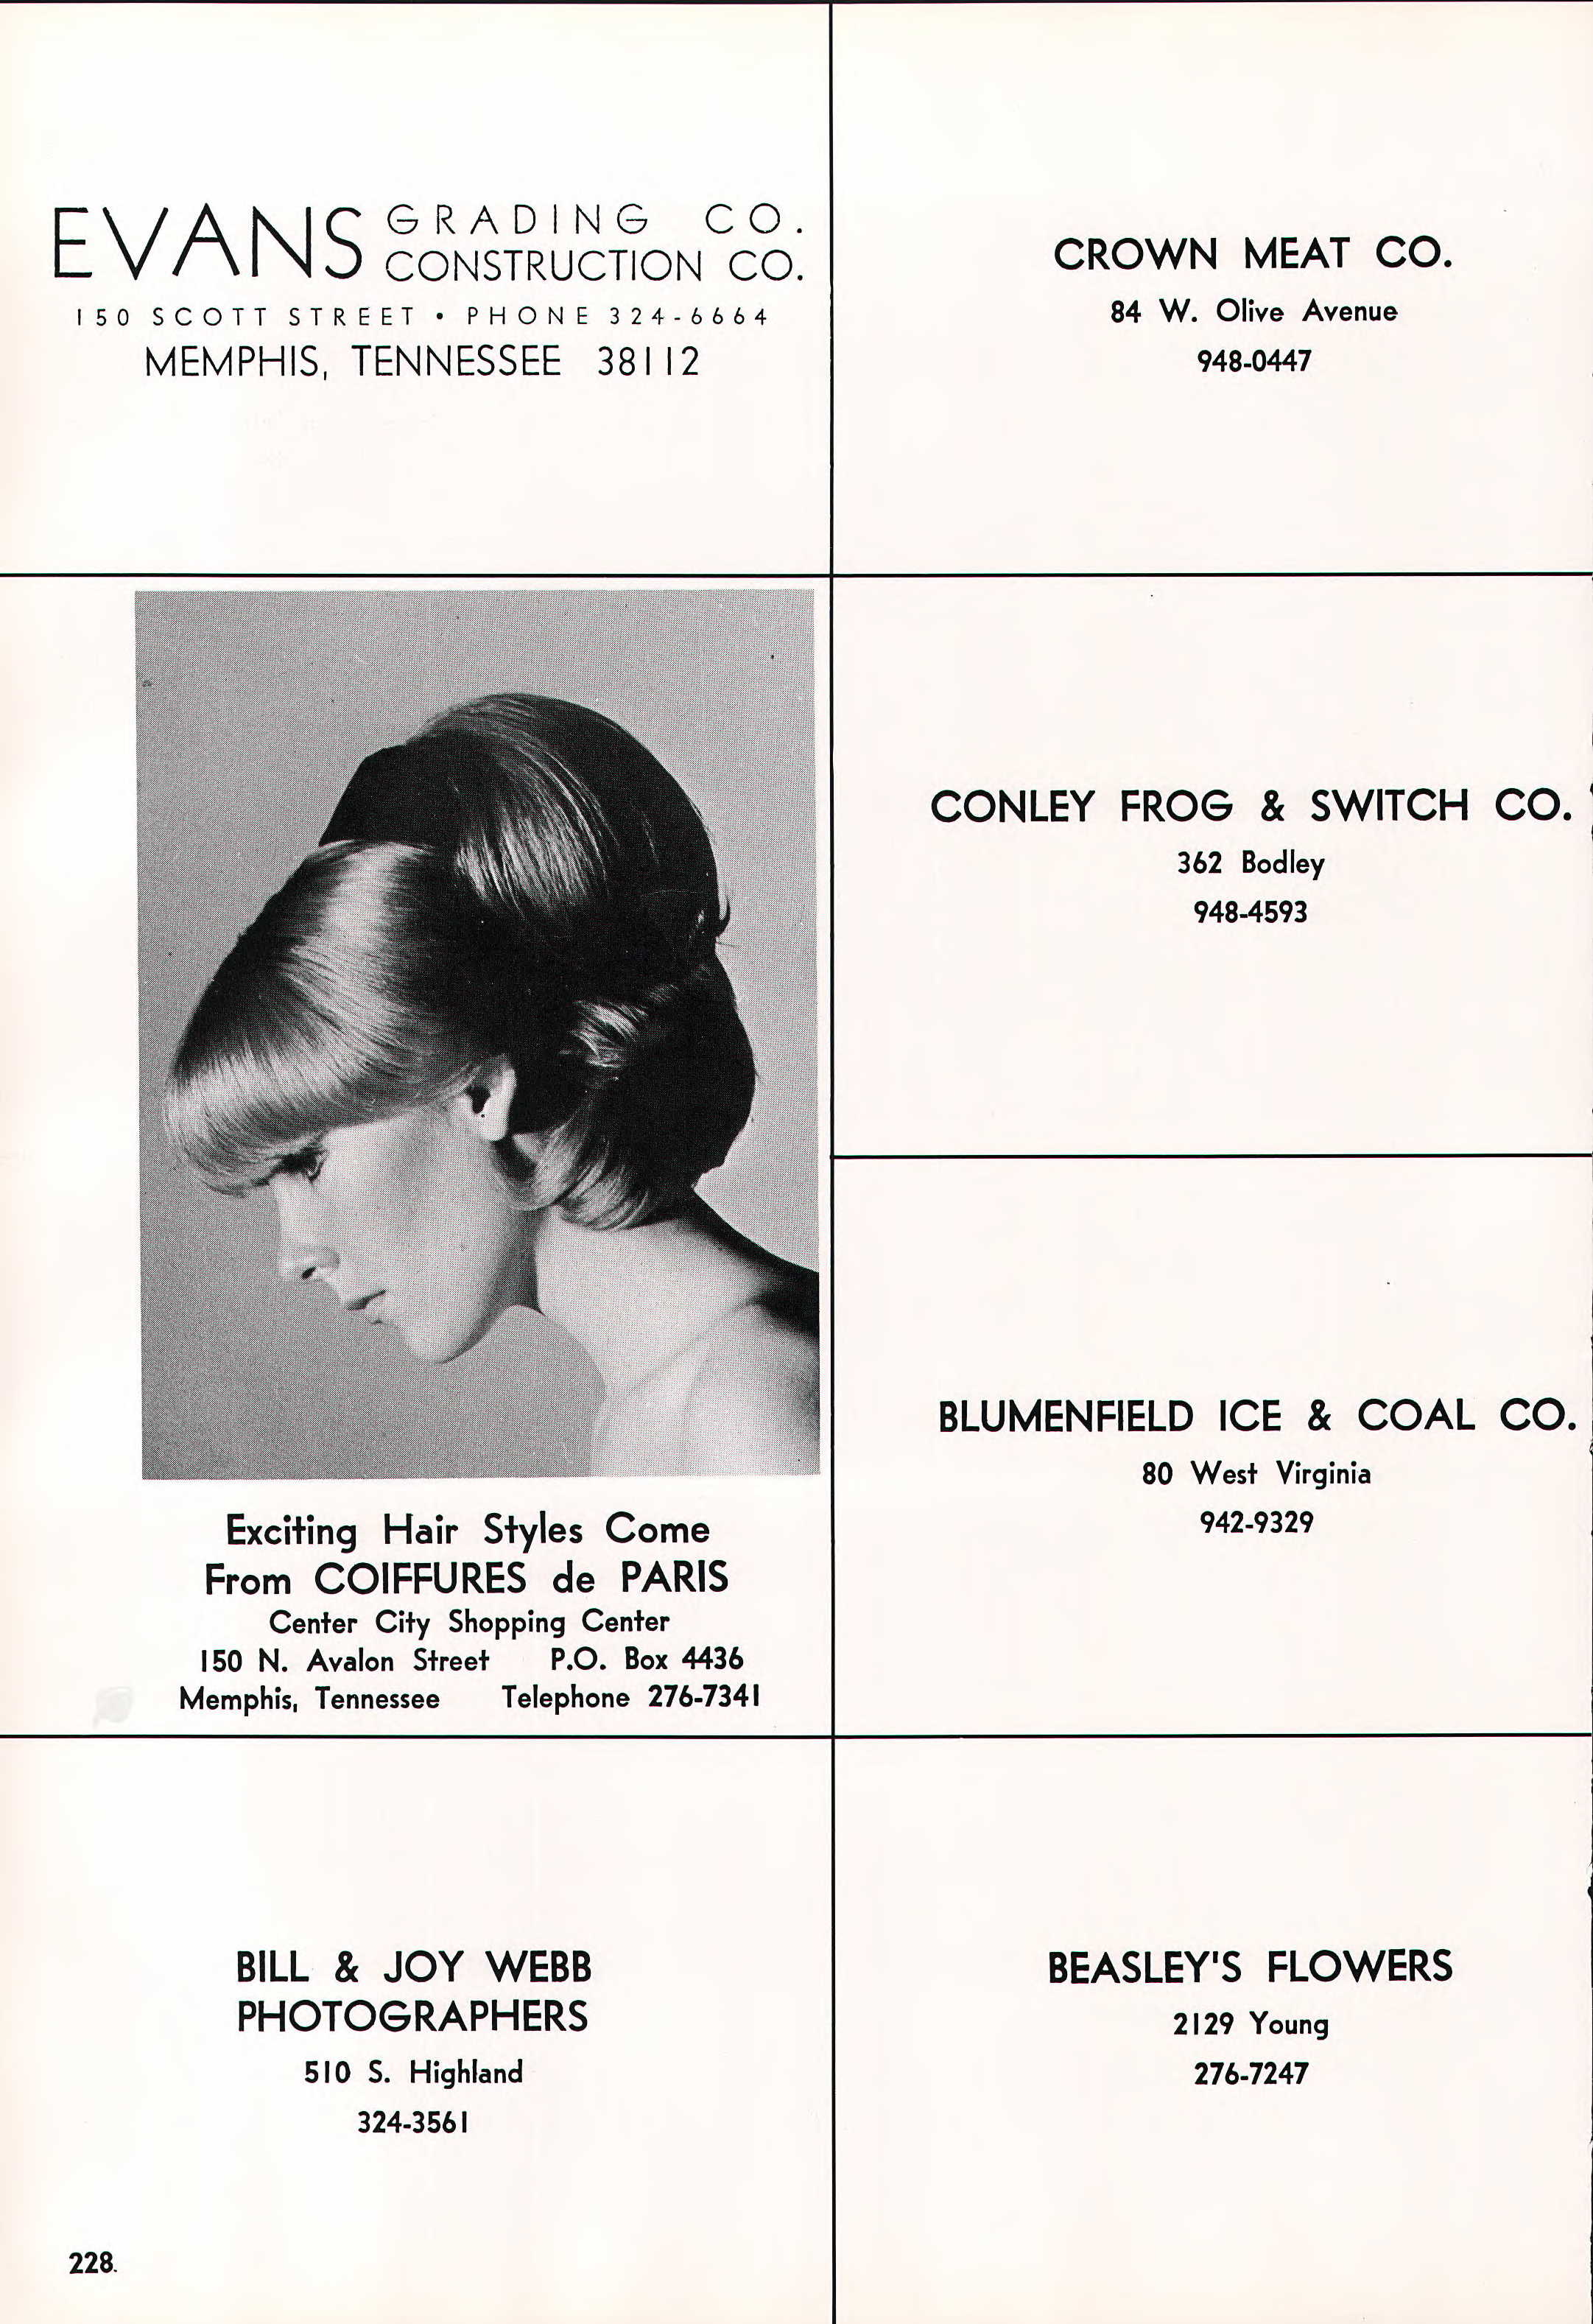 EVANS GRADING CO.
CONSTRUCTION CO.
150 SCOTT STREET • PHONE 324-6664
MEMPHIS, TENNESSEE 38112
CROWN MEAT CO.
84 W. Olive Avenue
948-0447
CONLEY FROG & SWITCH CO.
362 Bodley
948-4593
Exciting Hair Styles Come
From COIFFURES de PARIS
Center City Shopping Center
150 N. Avalon Street P.O. Box 4436
Memphis, Tennessee Telephone 276-7341
BLUMENFIELD ICE & COAL CO.
80 West Virginia
942-9329
BILL & JOY WEBB
PHOTOGRAPHERS
510 S. Highland
324-3561
BEASLEY'S FLOWERS
2129 Young
276-7247
228